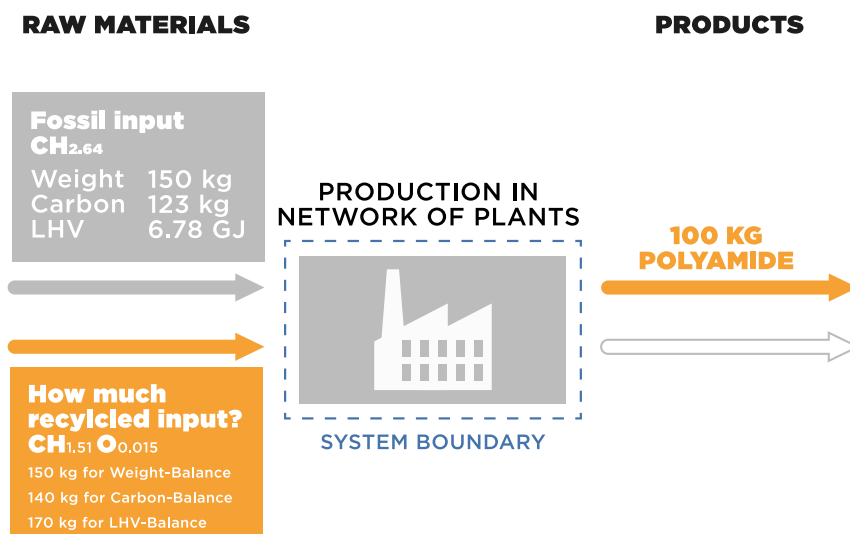 RAW MATERIALS
PRODUCTS
Fossil input
CH2.64
Weight 150 kg
Carbon 123 kg
LHV 6.78 GJ
PRODUCTION IN
NETWORK OF PLANTS
100 KG
POLYAMIDE
How much
recylcled input?
CH1.51 O0.015
150 kg for Weight-Balance
140 kg for Carbon-Balance
170 kg for LHV-Balance
SYSTEM BOUNDARY